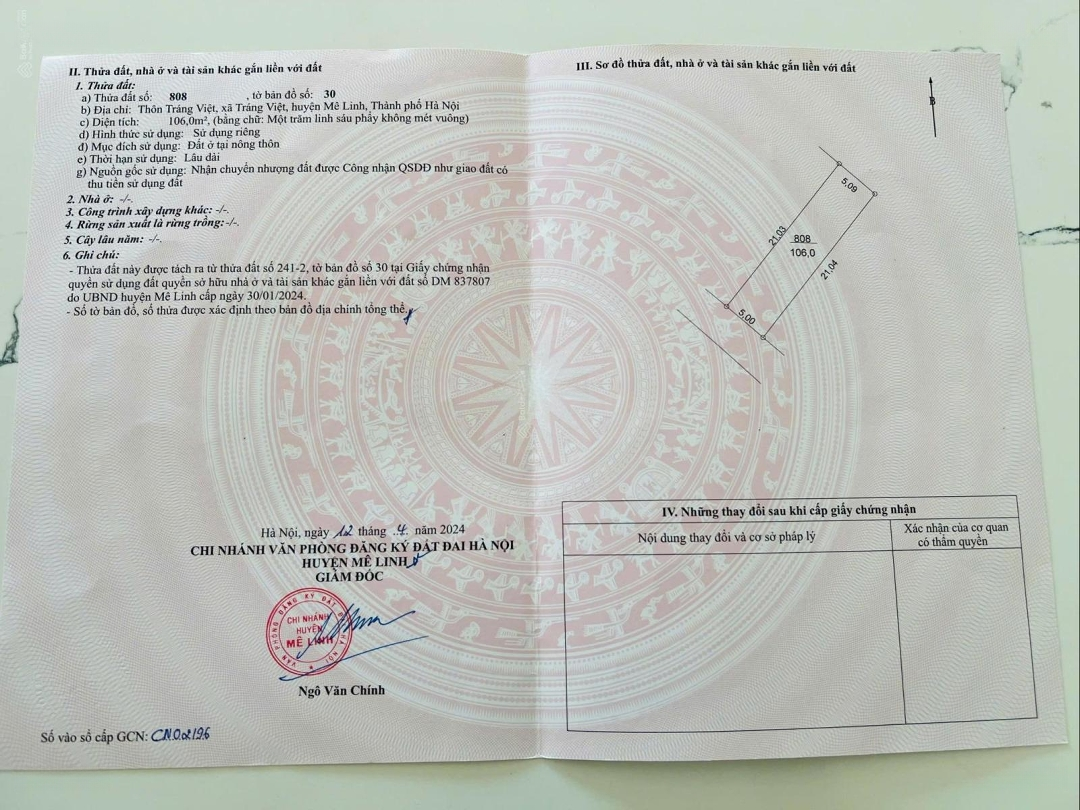 II. Thửa đất, nhà ở và tài sản khác gắn liền với đất
1. Thửa đất:
a) Thửa đất số: 808 , tờ bản đồ số: 30
b) Địa chỉ: Thôn Tráng Việt, xã Tráng Việt, huyện Mê Linh, Thành phố Hà Nội
c) Diện tích: 106,0m², (bằng chữ: Một trăm linh sáu phẩy không mét vuông)
d) Hình thức sử dụng: Sử dụng riêng
đ) Mục đích sử dụng: Đất ở tại nông thôn
e) Thời hạn sử dụng: Lâu dài
g) Nguồn gốc sử dụng: Nhận chuyển nhượng đất được Công nhận QSDĐ như giao đất có
thu tiền sử dụng đất
2. Nhà ở: -/-.
3. Công trình xây dựng khác: -/-.
4. Rừng sản xuất là rừng trồng:-/-.
5. Cây lâu năm: -/-.
6. Ghi chú:
- Thửa đất này được tách ra từ thửa đất số 241-2, tờ bản đồ số 30 tại Giấy chứng nhận
quyền sử dụng đất quyền sở hữu nhà ở và tài sản khác gắn liền với đất số DM 837807
do UBND huyện Mê Linh cấp ngày 30/01/2024.
- Số tờ bản đồ, số thửa được xác định theo bản đồ địa chính tổng thể.
Hà Nội, ngày 12 tháng 4 năm 2024
CHI NHÁNH VĂN PHÒNG ĐĂNG KÝ ĐẤT ĐAI HÀ NỘI
HUYỆN MÊ LINH
GIÁM ĐỐC
VĂN PHÒNG ĐĂNG KÝ ĐẤT ĐAI HÀ NỘI
CHI NHÁNH
HUYỆN
MÊ LINH
Ngô Văn Chính
Số vào sổ cấp GCN: CN02196
III. Sơ đồ thửa đất, nhà ở và tài sản khác gắn liền với đất
B
5,09
21,03
808
106,0
21,04
5,00
IV. Những thay đổi sau khi cấp giấy chứng nhận
Nội dung thay đổi và cơ sở pháp lý
Xác nhận của cơ quan
có thẩm quyền